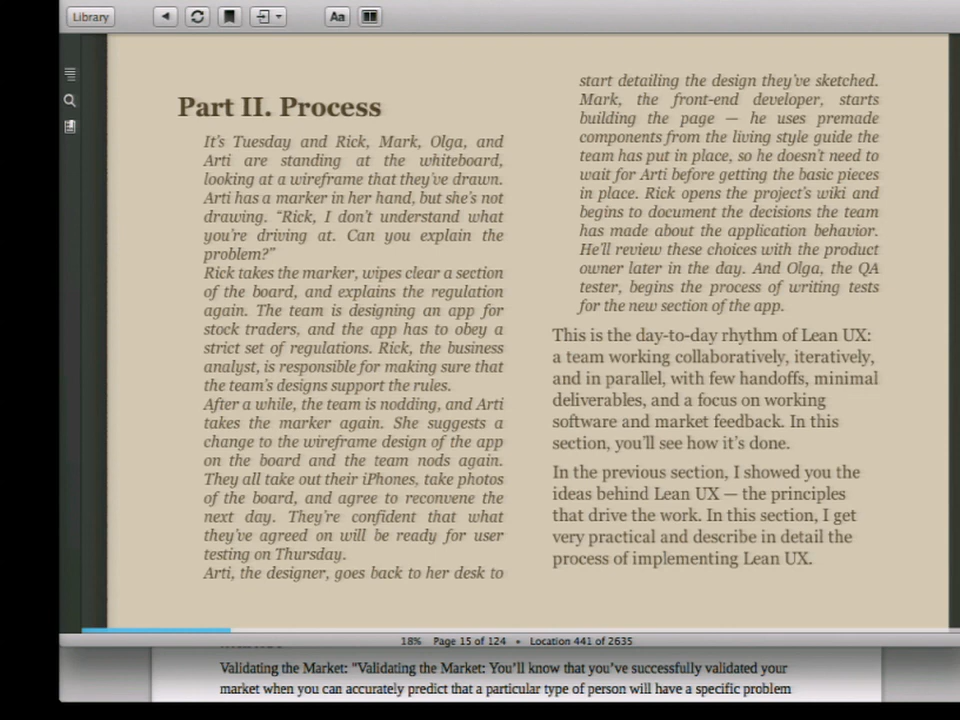 Library
Aa
Part II. Process
It's Tuesday and Rick, Mark, Olga, and
Arti are standing at the whiteboard,
looking at a wireframe that they've drawn.
Arti has a marker in her hand, but she's not
drawing. “Rick, I don't understand what
you're driving at. Can you explain the
problem?”
Rick takes the marker, wipes clear a section
of the board, and explains the regulation
again. The team is designing an app for
stock traders, and the app has to obey a
strict set of regulations. Rick, the business
analyst, is responsible for making sure that
the team's designs support the rules.
After a while, the team is nodding, and Arti
takes the marker again. She suggests a
change to the wireframe design of the app
on the board and the team nods again.
They all take out their iPhones, take photos
of the board, and agree to reconvene the
next day. They're confident that what
they've agreed on will be ready for user
testing on Thursday.
Arti, the designer, goes back to her desk to
start detailing the design they've sketched.
Mark, the front-end developer, starts
building the page — he uses premade
components from the living style guide the
team has put in place, so he doesn't need to
wait for Arti before getting the basic pieces
in place. Rick opens the project's wiki and
begins to document the decisions the team
has made about the application behavior.
He'll review these choices with the product
owner later in the day. And Olga, the QA
tester, begins the process of writing tests
for the new section of the app.
This is the day-to-day rhythm of Lean UX:
a team working collaboratively, iteratively,
and in parallel, with few handoffs, minimal
deliverables, and a focus on working
software and market feedback. In this
section, you'll see how it's done.
In the previous section, I showed you the
ideas behind Lean UX — the principles
that drive the work. In this section, I get
very practical and describe in detail the
process of implementing Lean UX.
18% Page 15 of 124 • Location 441 of 2635
Validating the Market: "Validating the Market: You'll know that you've successfully validated your
market when you can accurately predict that a particular type of person will have a specific problem